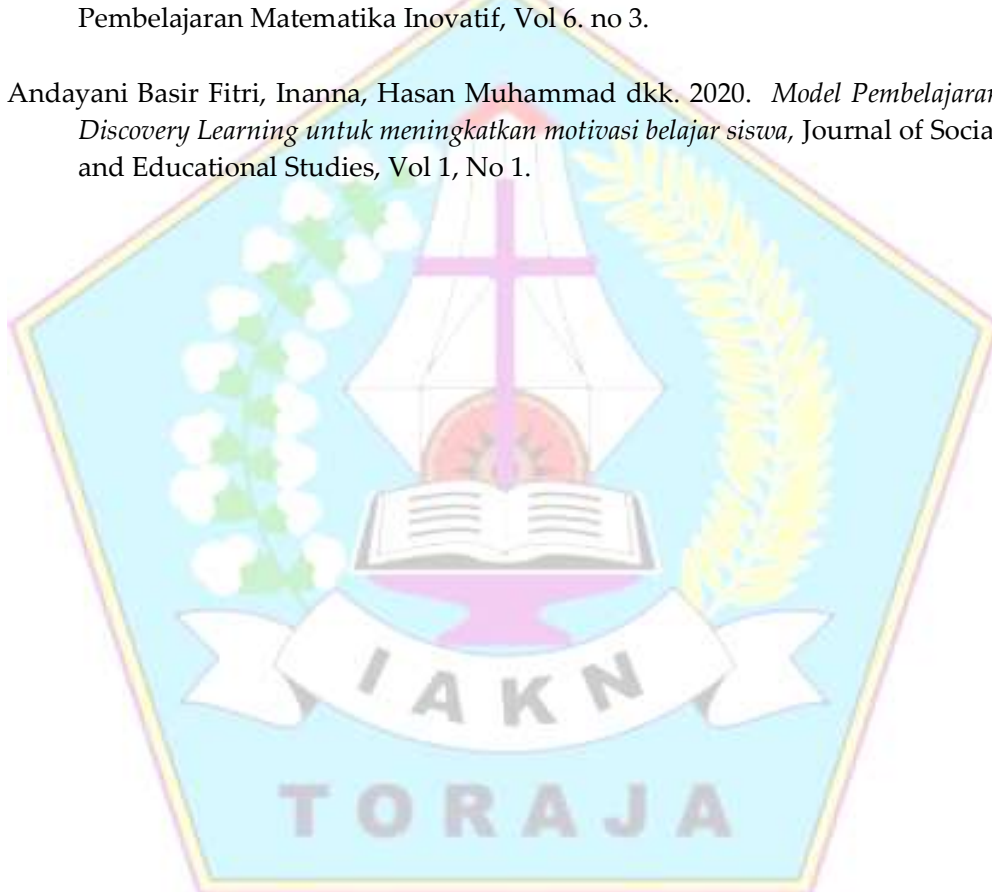 Pembelajaran Matematika Inovatif, Vol 6. no 3.
Andayani Basir Fitri, Inanna, Hasan Muhammad dkk. 2020. Model Pembelajaran
Discovery Learning untuk meningkatkan motivasi belajar siswa, Journal of Socia
and Educational Studies, Vol 1, No 1.
IAKN
TORAJA